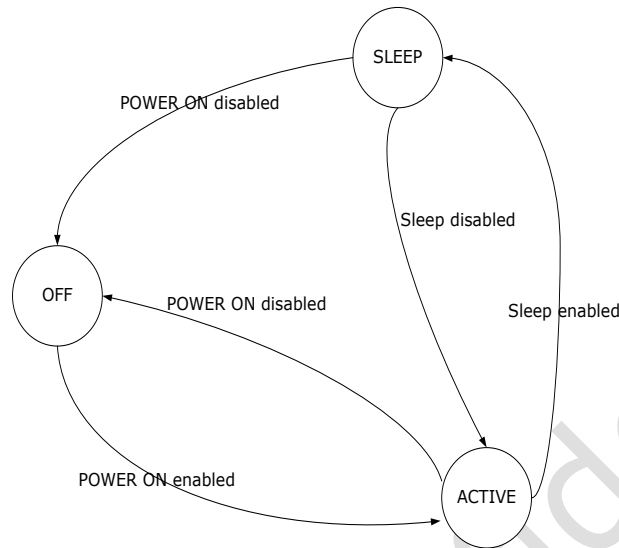 SLEEP
POWER ON disabled
Sleep disabled
OFF
POWER ON disabled
Sleep enabled
POWER ON enabled
ACTIVE